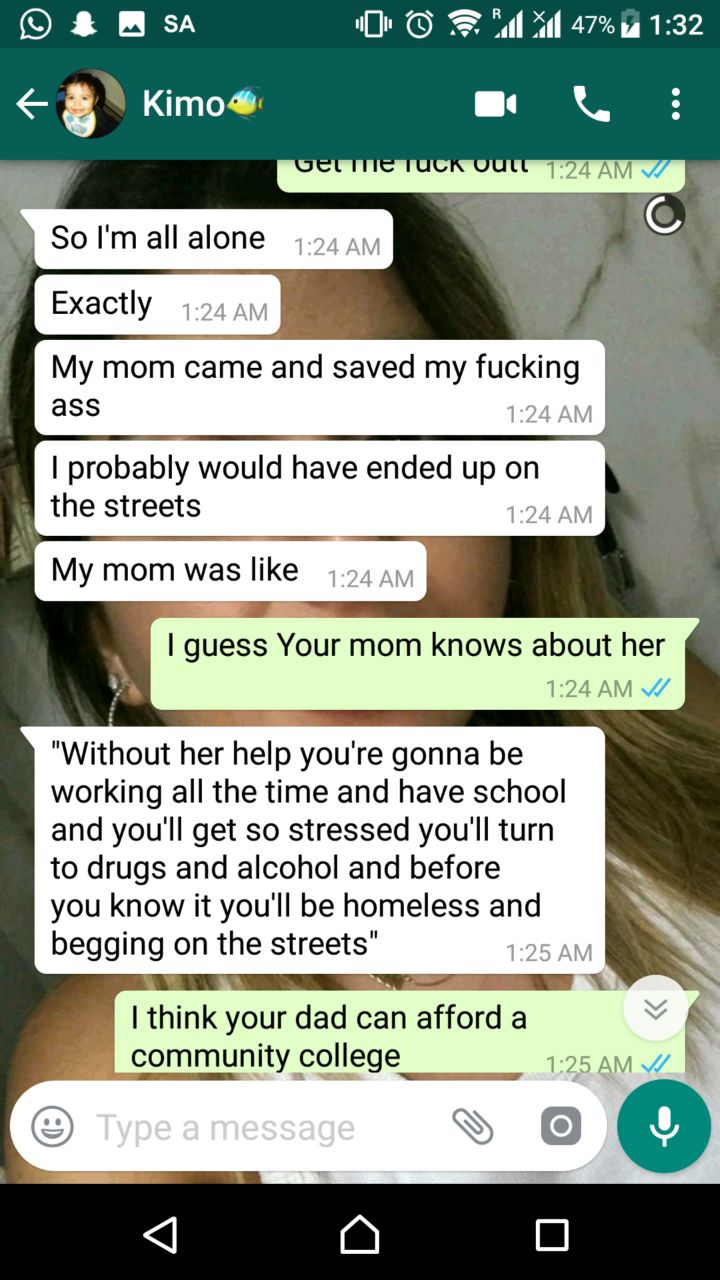 SA R 47% 1:32
Kimo
Get me fuck outt 1:24 AM
So I'm all alone 1:24 AM
Exactly 1:24 AM
My mom came and saved my fucking
ass 1:24 AM
I probably would have ended up on
the streets 1:24 AM
My mom was like 1:24 AM
I guess Your mom knows about her
1:24 AM
"Without her help you're gonna be
working all the time and have school
and you'll get so stressed you'll turn
to drugs and alcohol and before
you know it you'll be homeless and
begging on the streets" 1:25 AM
I think your dad can afford a
community college 1:25 AM
Type a message